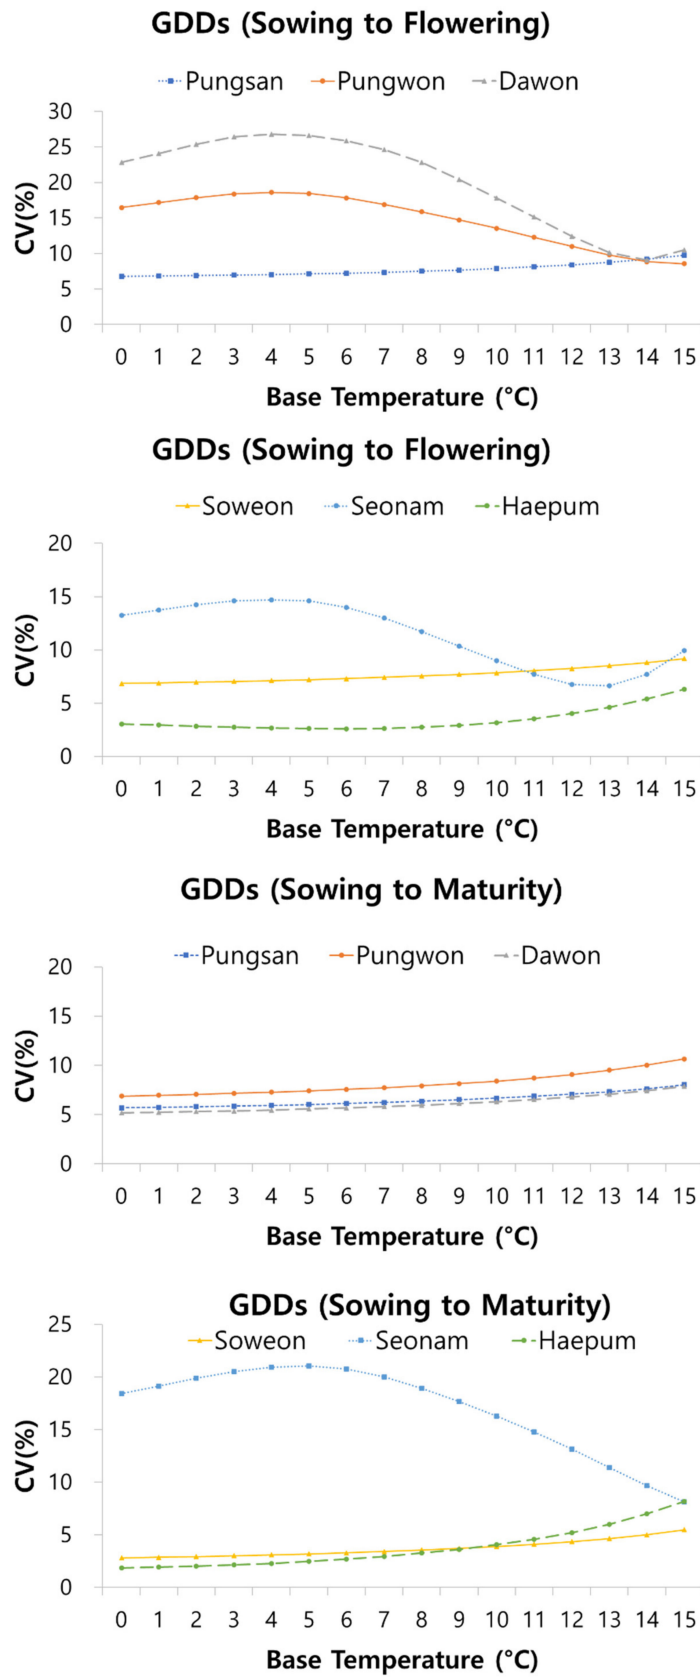 GDDs (Sowing to Flowering)
Pungsan Pungwon Dawon
30
25
20
15
10
5
0
CV(%)
0 1 2 3 4 5 6 7 8 9 10 11 12 13 14 15
Base Temperature (°C)
GDDs (Sowing to Flowering)
Soweon Seonam Haepum
20
15
10
5
0
CV(%)
0 1 2 3 4 5 6 7 8 9 10 11 12 13 14 15
Base Temperature (°C)
GDDs (Sowing to Maturity)
Pungsan Pungwon Dawon
20
15
10
5
0
CV(%)
0 1 2 3 4 5 6 7 8 9 10 11 12 13 14 15
Base Temperature (°C)
GDDs (Sowing to Maturity)
Soweon Seonam Haepum
25
20
15
10
5
0
CV(%)
0 1 2 3 4 5 6 7 8 9 10 11 12 13 14 15
Base Temperature (°C)